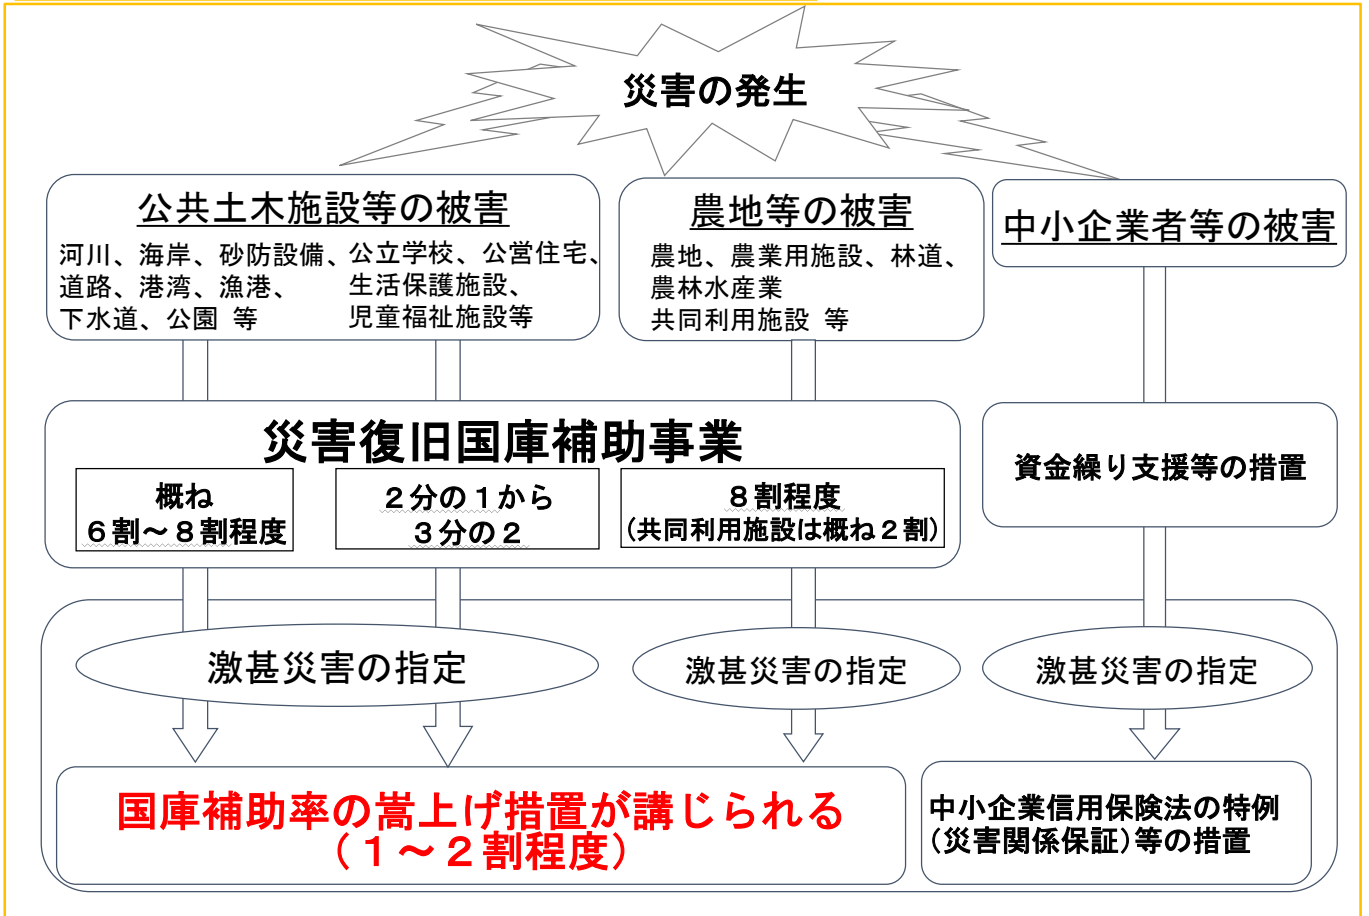 災害の発生
公共土木施設等の被害
河川、海岸、砂防設備、
道路、港湾、漁港、
下水道、公園 等
公立学校、公営住宅、
生活保護施設、
児童福祉施設等
農地等の被害
農地、農業用施設、林道、
農林水産業
共同利用施設 等
中小企業者等の被害
災害復旧国庫補助事業
概ね
６割～８割程度
２分の１から
３分の２
８割程度
(共同利用施設は概ね２割)
資金繰り支援等の措置
激甚災害の指定
激甚災害の指定
激甚災害の指定
国庫補助率の嵩上げ措置が講じられる
（１～２割程度）
中小企業信用保険法の特例
(災害関係保証)等の措置